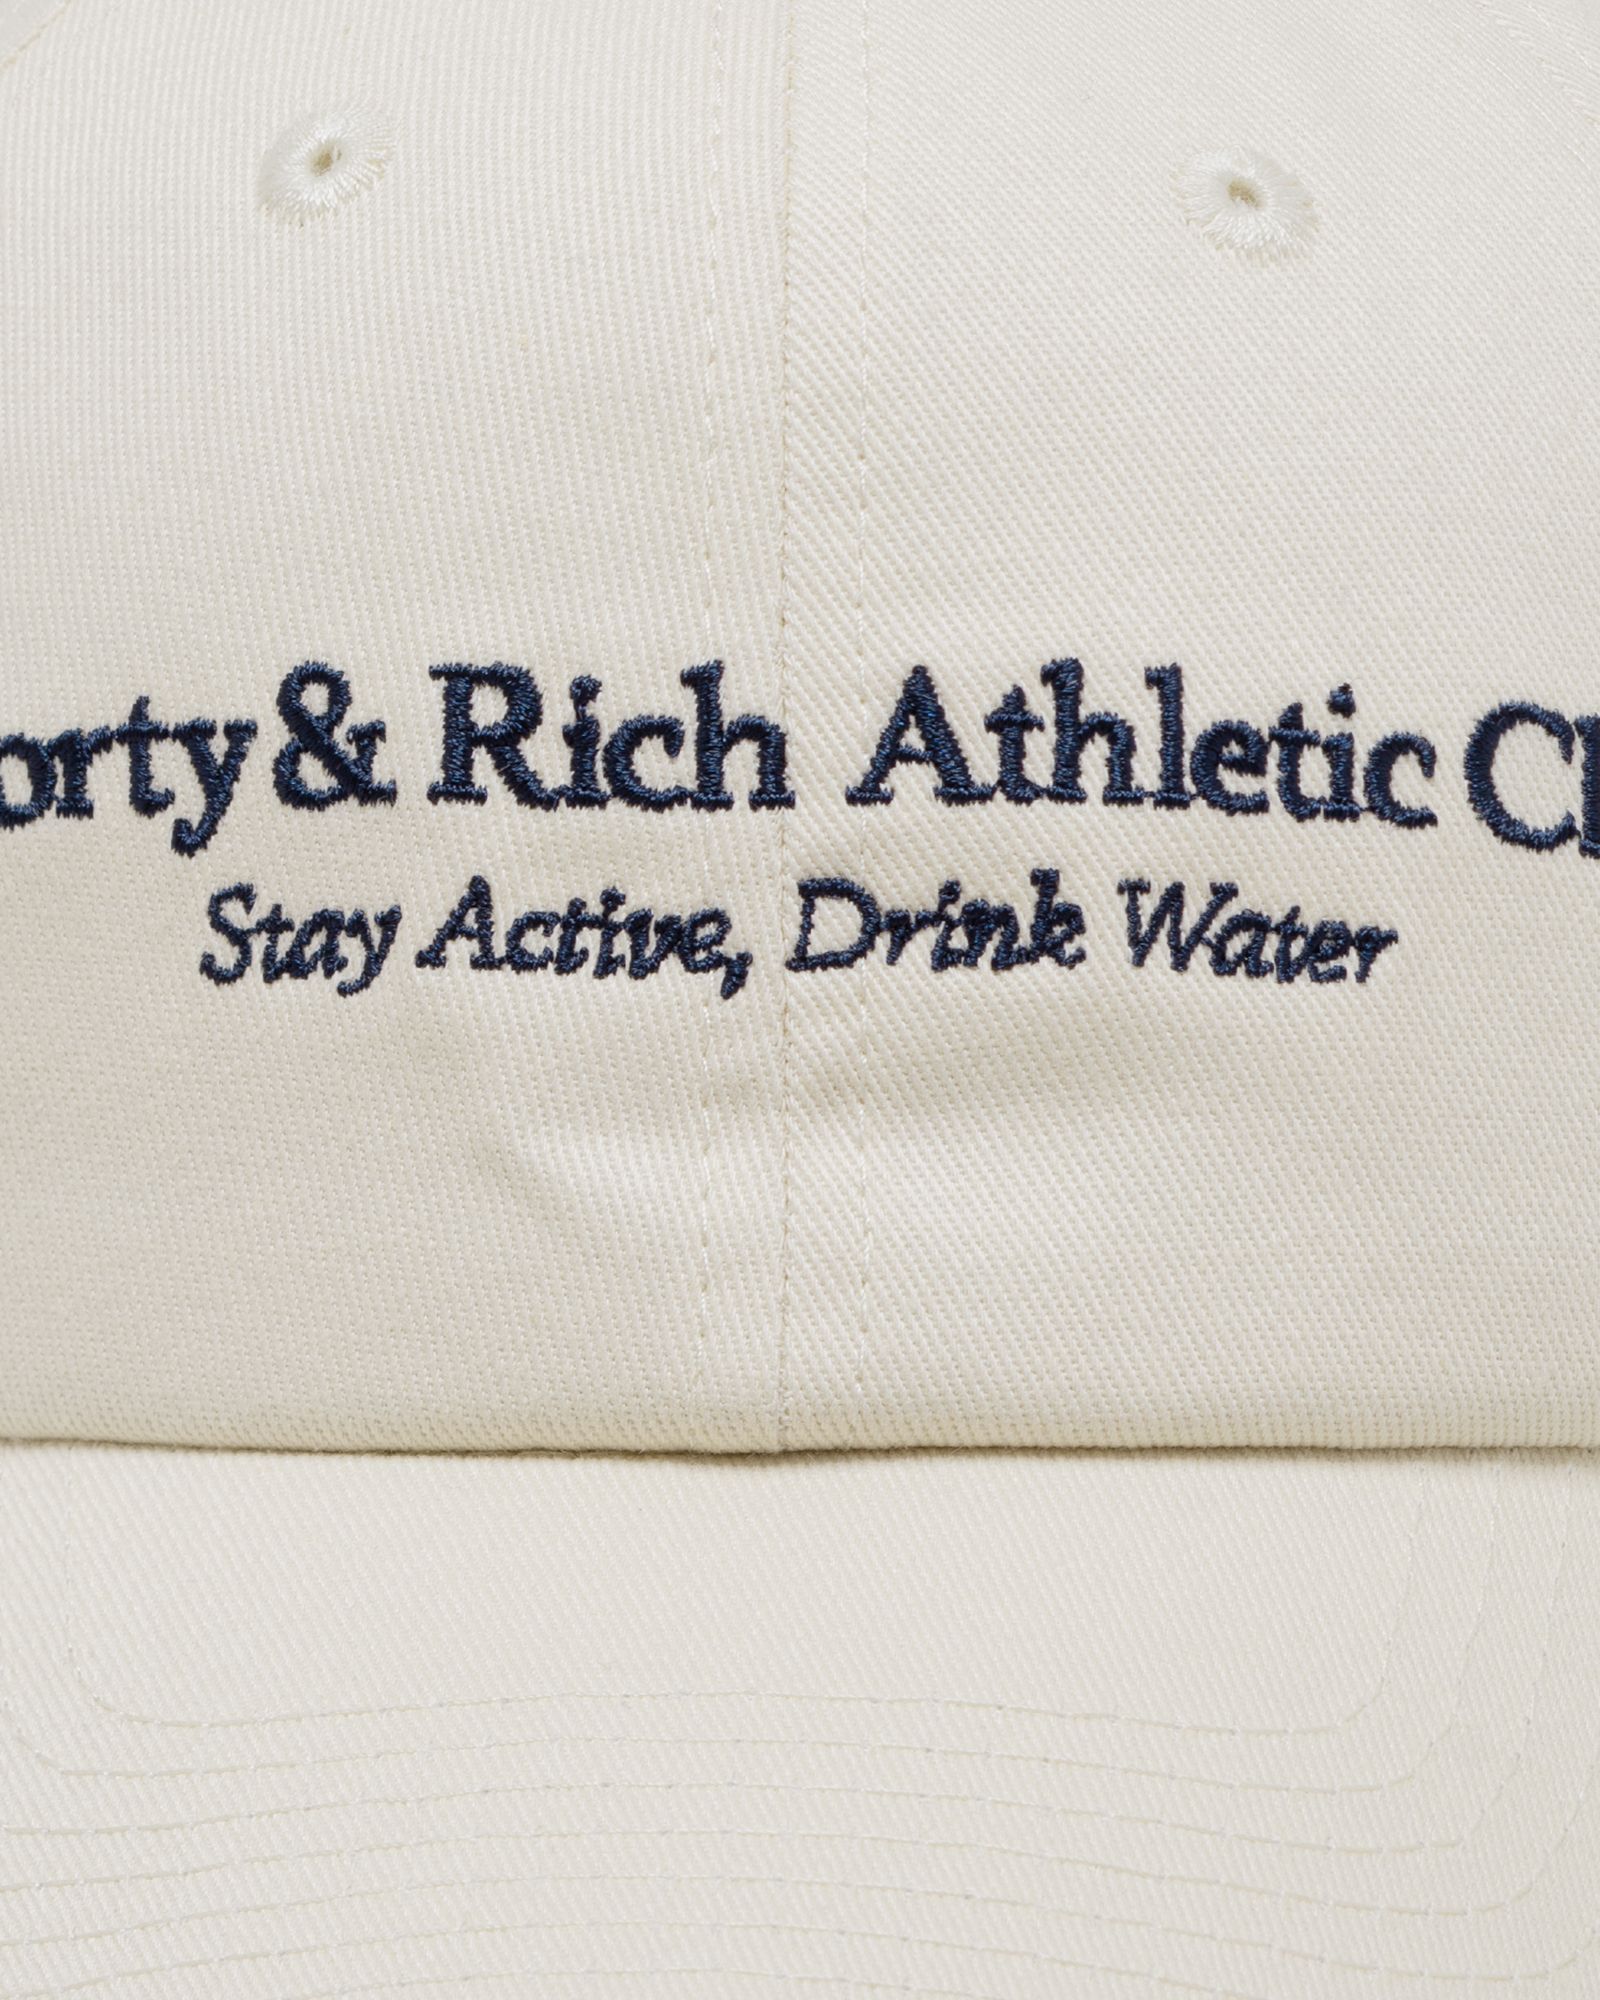 orty & Rich Athletic Cl
Stay Active, Drink Water